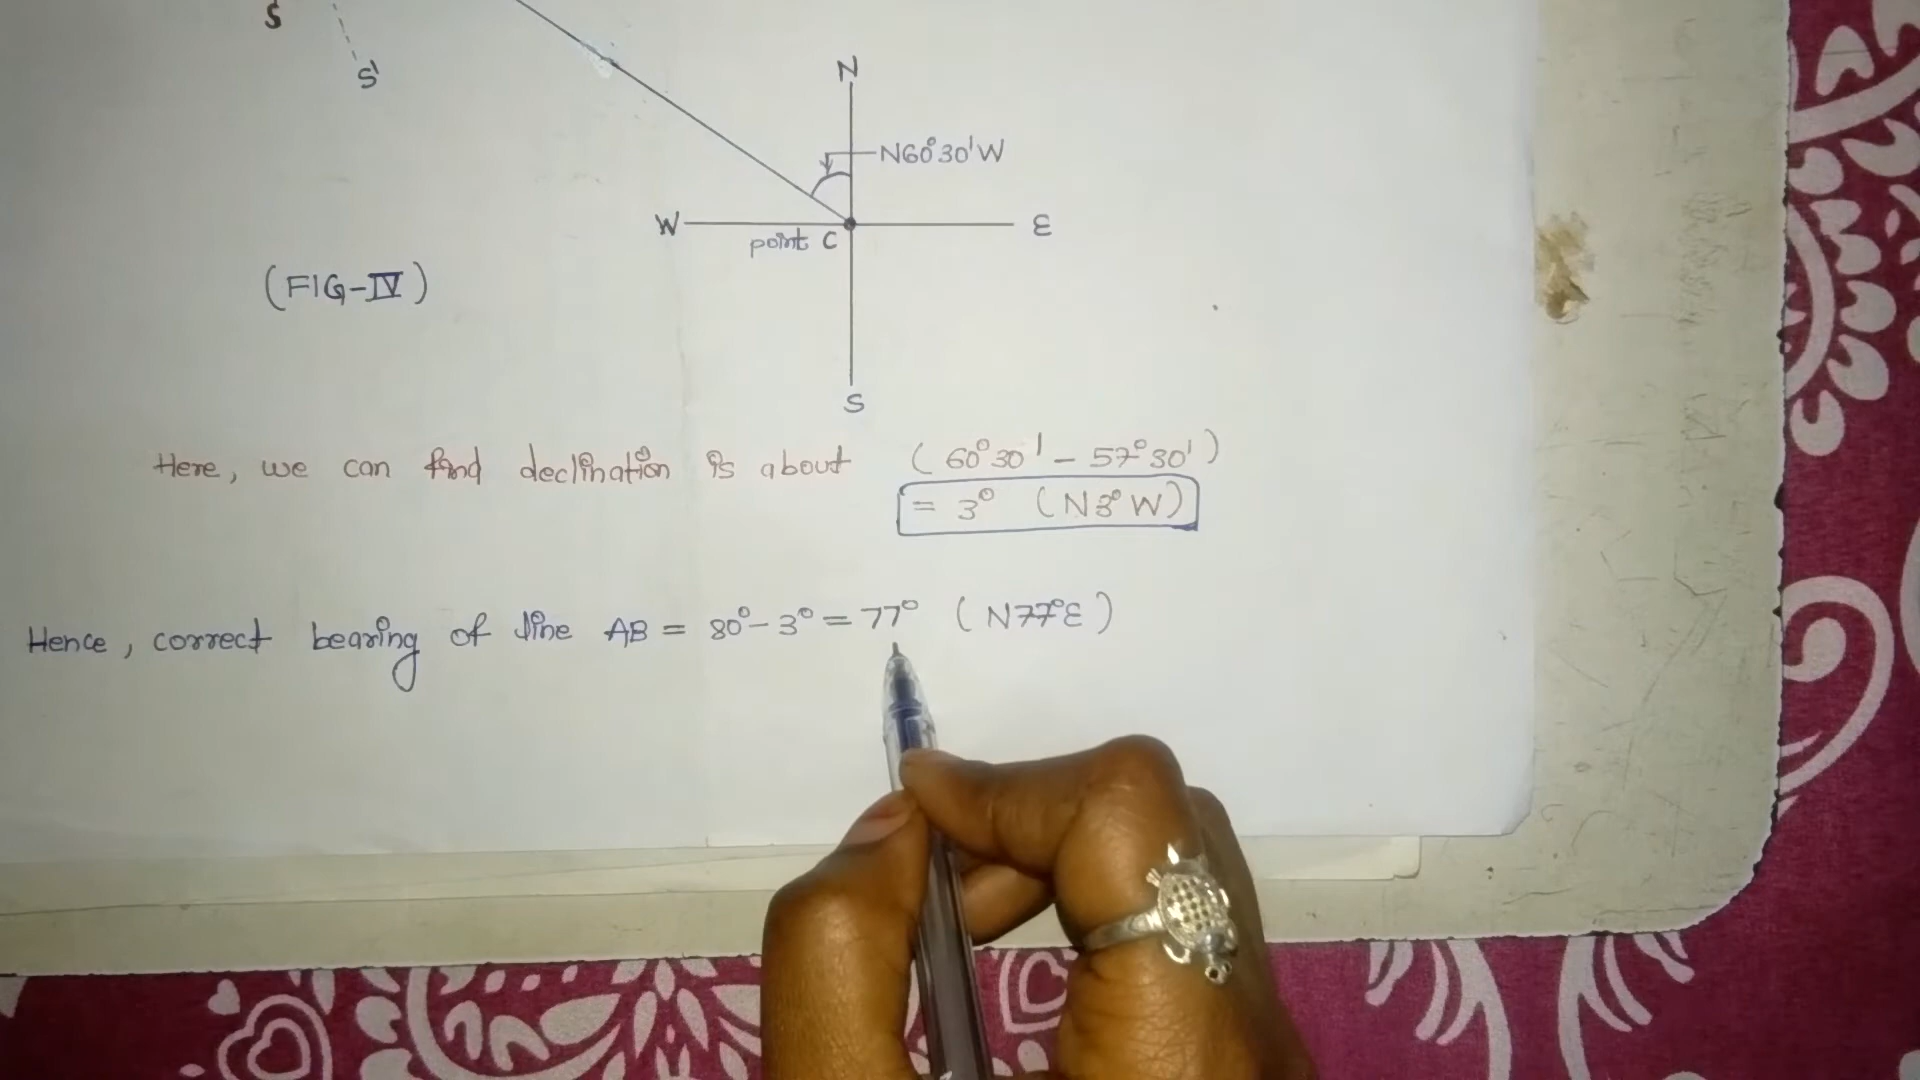 S
S'
N
N60°30'W
W
E
point C
(FIG-IV)
S
Here, we can find declination is about (60°30' - 57°30')
= 3° (N3°W)
Hence, correct bearing of line AB = 80° - 3° = 77° (N77°E)